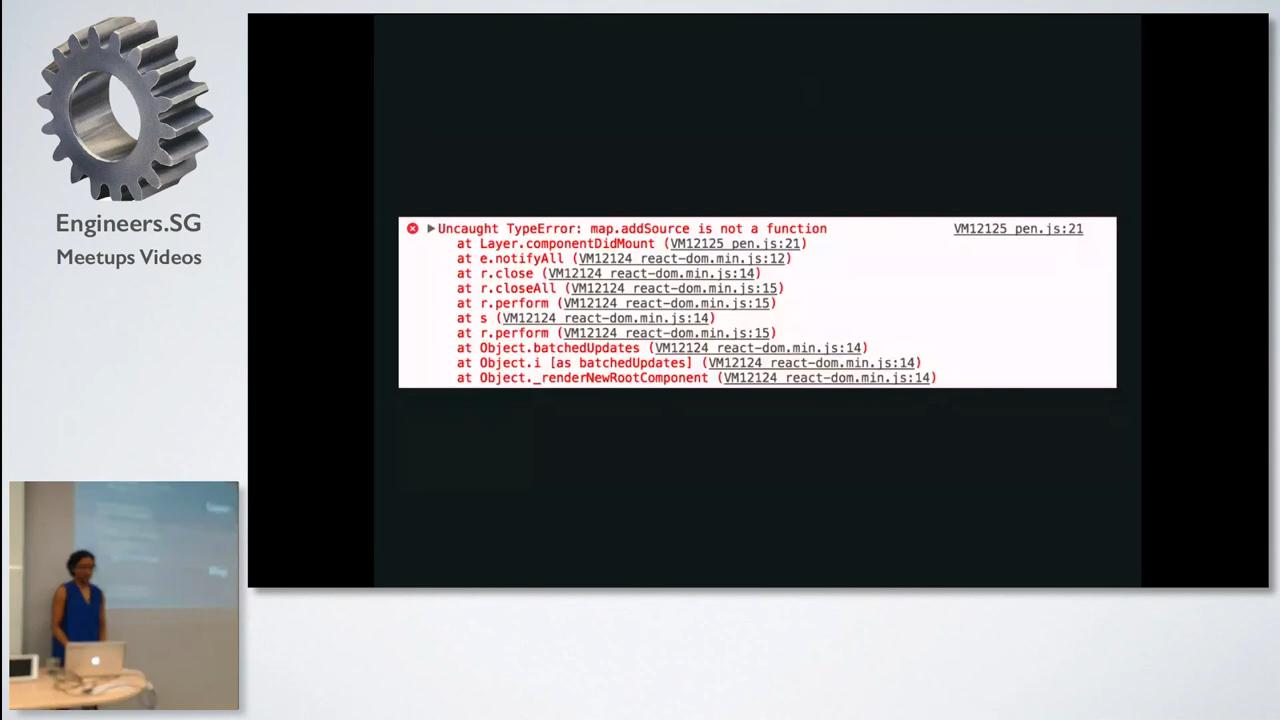 Engineers.SG
Meetups Videos
Uncaught TypeError: map.addSource is not a function VM12125 pen.js:21
at Layer.componentDidMount (VM12125 pen.js:21)
at e.notifyAll (VM12124 react-dom.min.js:12)
at r.close (VM12124 react-dom.min.js:14)
at r.closeAll (VM12124 react-dom.min.js:15)
at r.perform (VM12124 react-dom.min.js:15)
at s (VM12124 react-dom.min.js:14)
at r.perform (VM12124 react-dom.min.js:15)
at Object.batchedUpdates (VM12124 react-dom.min.js:14)
at Object.i [as batchedUpdates] (VM12124 react-dom.min.js:14)
at Object._renderNewRootComponent (VM12124 react-dom.min.js:14)